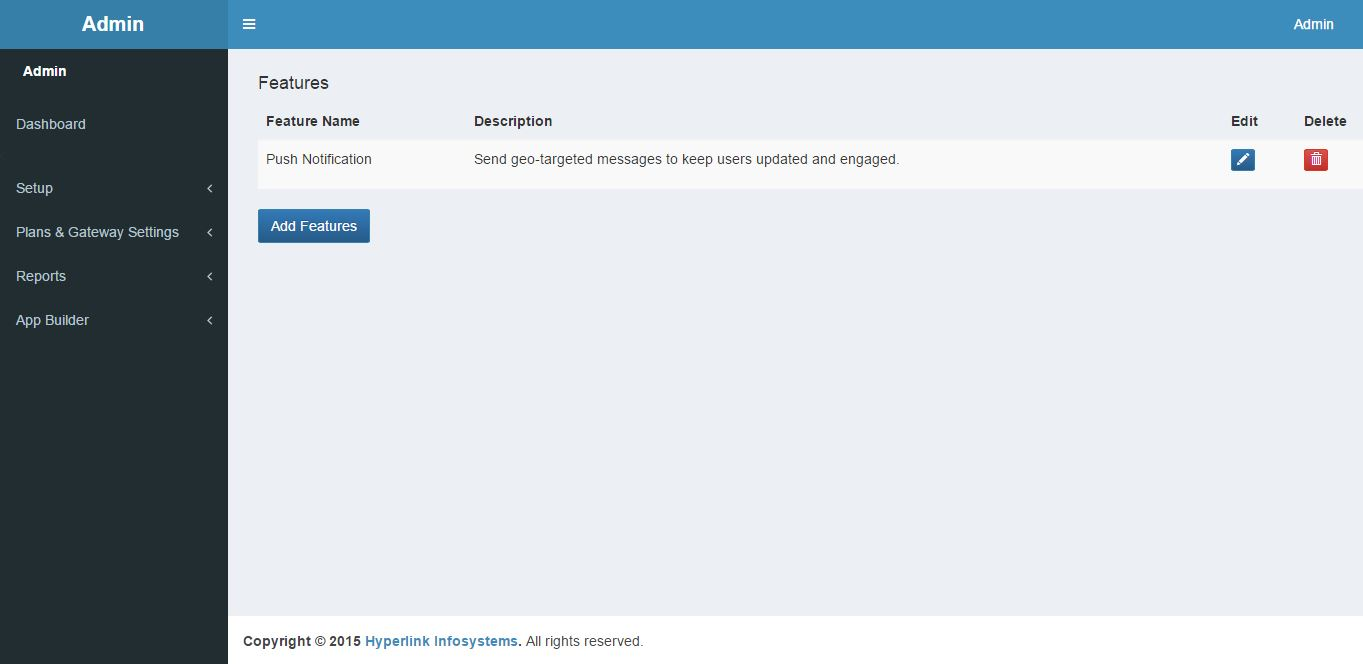 Admin
Admin
Admin
Dashboard
Setup
Plans & Gateway Settings
Reports
App Builder
Features
Feature Name Description Edit Delete
Push Notification Send geo-targeted messages to keep users updated and engaged.
Add Features
Copyright © 2015 Hyperlink Infosystems. All rights reserved.